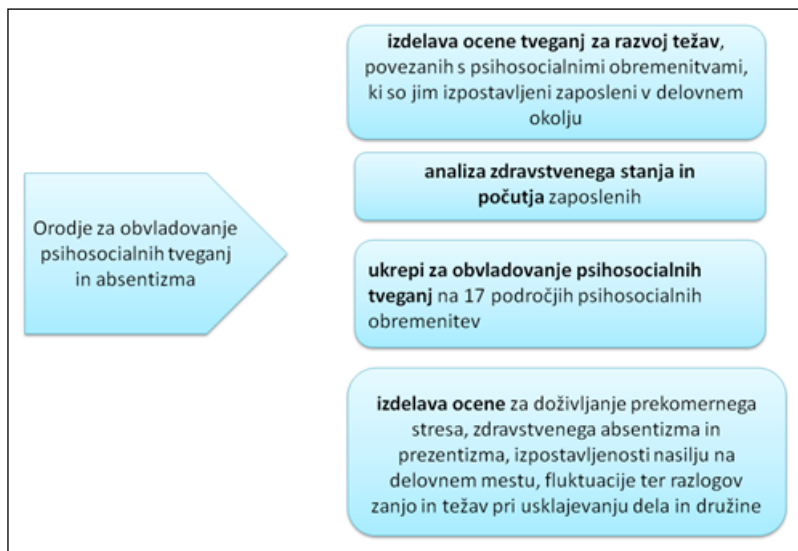 Orodje za obvladovanje
psihosocialnih tveganj
in absentizma
izdelava ocene tveganj za razvoj težav,
povezanih s psihosocialnimi obremenitvami,
ki so jim izpostavljeni zaposleni v delovnem
okolju
analiza zdravstvenega stanja in
počutja zaposlenih
ukrepi za obvladovanje psihosocialnih
tveganj na 17 področjih psihosocialnih
obremenitev
izdelava ocene za doživljanje prekomernega
stresa, zdravstvenega absentizma in
prezentizma, izpostavljenosti nasilju na
delovnem mestu, fluktuacije ter razlogov
zanjo in težav pri usklajevanju dela in družine